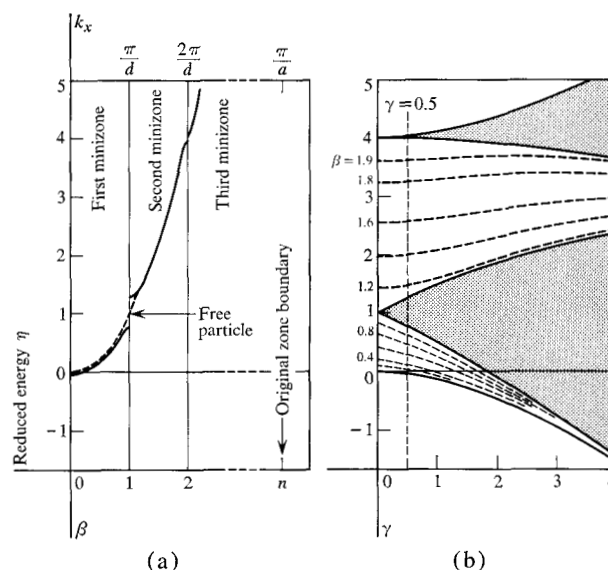 kx
π/d
2π/d
π/a
5
4
3
2
1
0
−1
First minizone
Second minizone
Third minizone
Original zone boundary
Free
particle
Reduced energy η
0
1
2
n
β
(a)
5
4
3
2
1
0
−1
γ = 0.5
β = 1.9
1.8
1.6
1.2
0.8
0.4
0
1
2
3
γ
(b)